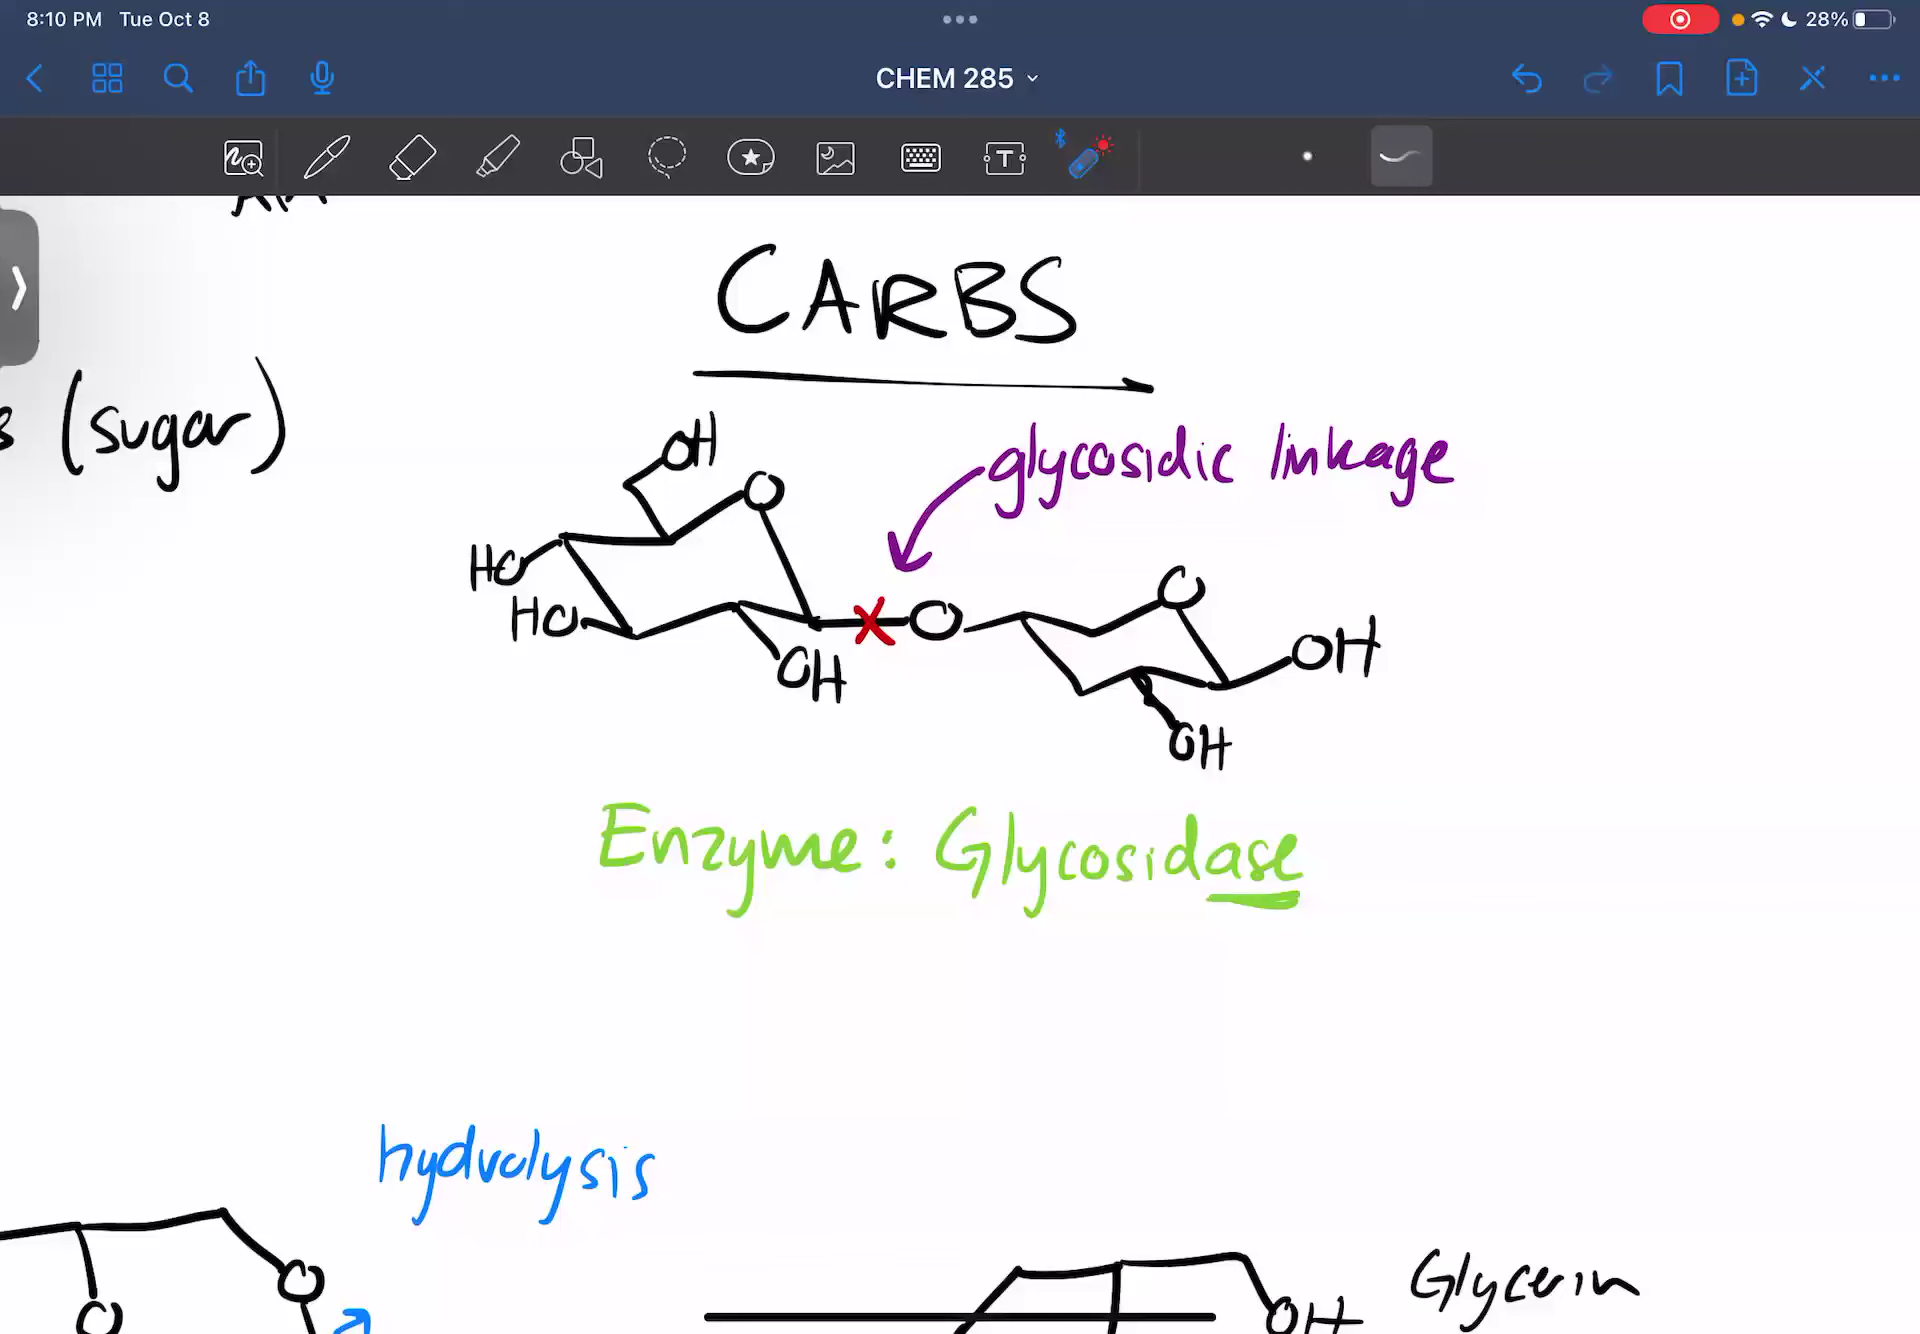 8:10 PM Tue Oct 8
28%
CHEM 285
T
CARBS
(sugar)
OH
O
glycosidic linkage
HO
HO
X O
O
OH
OH
OH
Enzyme: Glycosidase
hydrolysis
O
O
OH
Glycerin